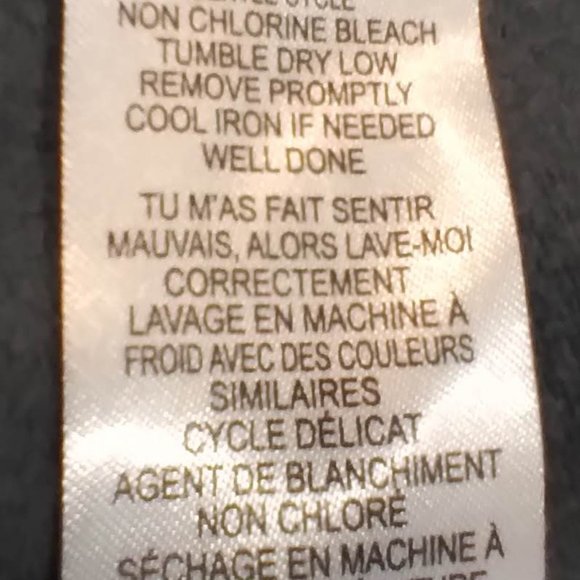 CYCLE
NON CHLORINE BLEACH
TUMBLE DRY LOW
REMOVE PROMPTLY
COOL IRON IF NEEDED
WELL DONE
TU M'AS FAIT SENTIR
MAUVAIS, ALORS LAVE-MOI
CORRECTEMENT
LAVAGE EN MACHINE À
FROID AVEC DES COULEURS
SIMILAIRES
CYCLE DÉLICAT
AGENT DE BLANCHIMENT
NON CHLORÉ
SÉCHAGE EN MACHINE À